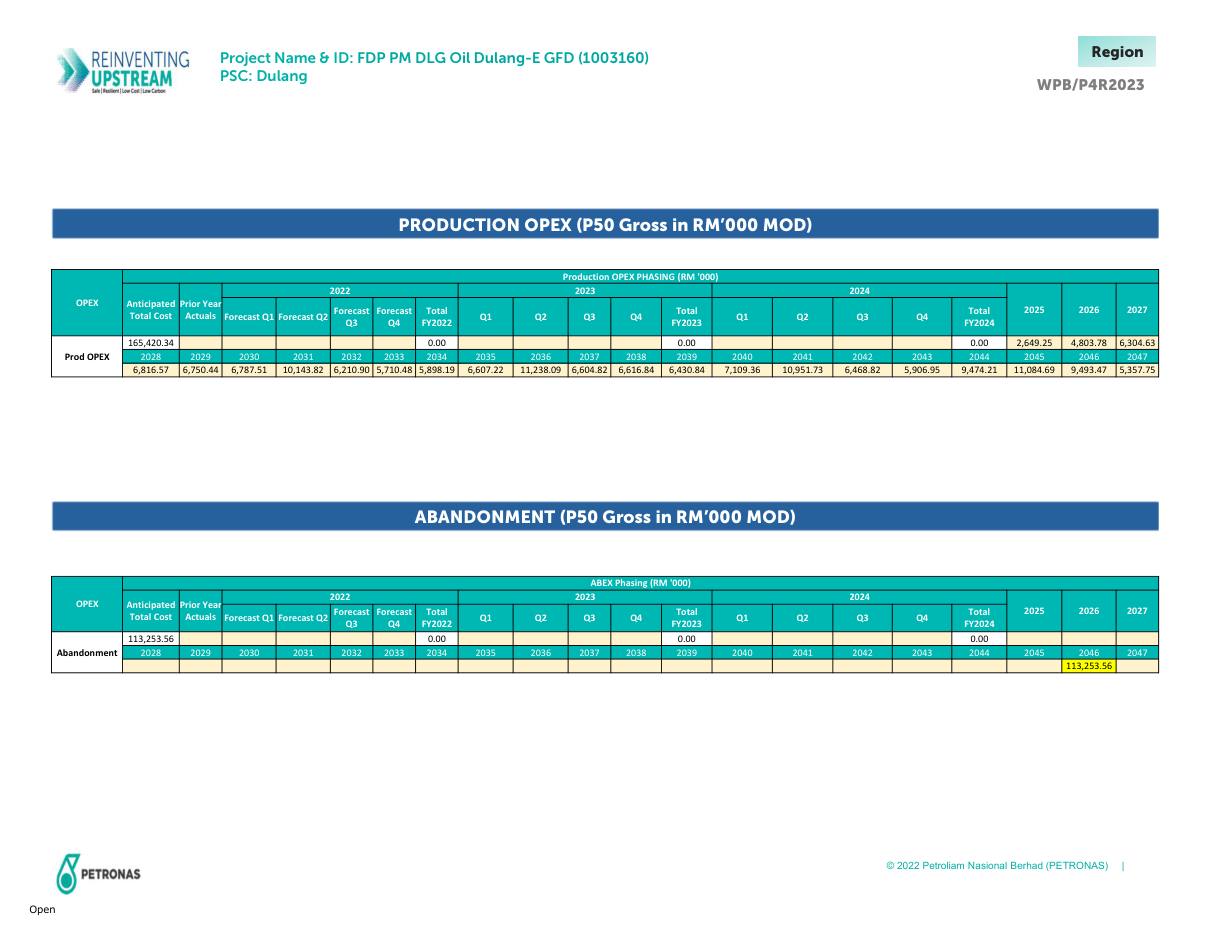 REINVENTING
UPSTREAM
Safe | Resilient | Low Cost | Low Carbon
Project Name & ID: FDP PM DLG Oil Dulang-E GFD (1003160)
PSC: Dulang
Region
WPB/P4R2023
PRODUCTION OPEX (P50 Gross in RM’000 MOD)
OPEX
Production OPEX PHASING (RM '000)
Anticipated Total Cost Prior Year Actuals 2022 2023 2024 2025 2026 2027
Forecast Q1 Forecast Q2 Forecast Q3 Forecast Q4 Total FY2022 Q1 Q2 Q3 Q4 Total FY2023 Q1 Q2 Q3 Q4 Total FY2024
Prod OPEX
165,420.34 0.00 0.00 0.00 2,649.25 4,803.78 6,304.63
2028 2029 2030 2031 2032 2033 2034 2035 2036 2037 2038 2039 2040 2041 2042 2043 2044 2045 2046 2047
6,816.57 6,750.44 6,787.51 10,143.82 6,210.90 5,710.48 5,898.19 6,607.22 11,238.09 6,604.82 6,616.84 6,430.84 7,109.36 10,951.73 6,468.82 5,906.95 9,474.21 11,084.69 9,493.47 5,357.75
ABANDONMENT (P50 Gross in RM’000 MOD)
OPEX
ABEX Phasing (RM '000)
Anticipated Total Cost Prior Year Actuals 2022 2023 2024 2025 2026 2027
Forecast Q1 Forecast Q2 Forecast Q3 Forecast Q4 Total FY2022 Q1 Q2 Q3 Q4 Total FY2023 Q1 Q2 Q3 Q4 Total FY2024
Abandonment
113,253.56 0.00 0.00 0.00
2028 2029 2030 2031 2032 2033 2034 2035 2036 2037 2038 2039 2040 2041 2042 2043 2044 2045 2046 2047
113,253.56
PETRONAS
© 2022 Petroliam Nasional Berhad (PETRONAS) |
Open